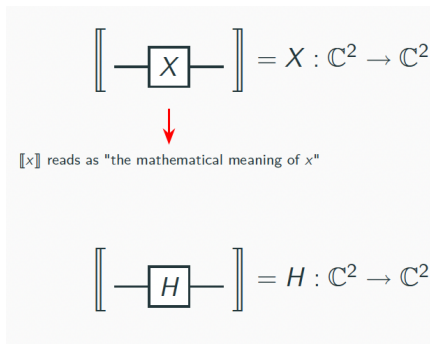 ⟦ X ⟧ = X : ℂ² → ℂ²
⟦x⟧ reads as "the mathematical meaning of x"
⟦ H ⟧ = H : ℂ² → ℂ²